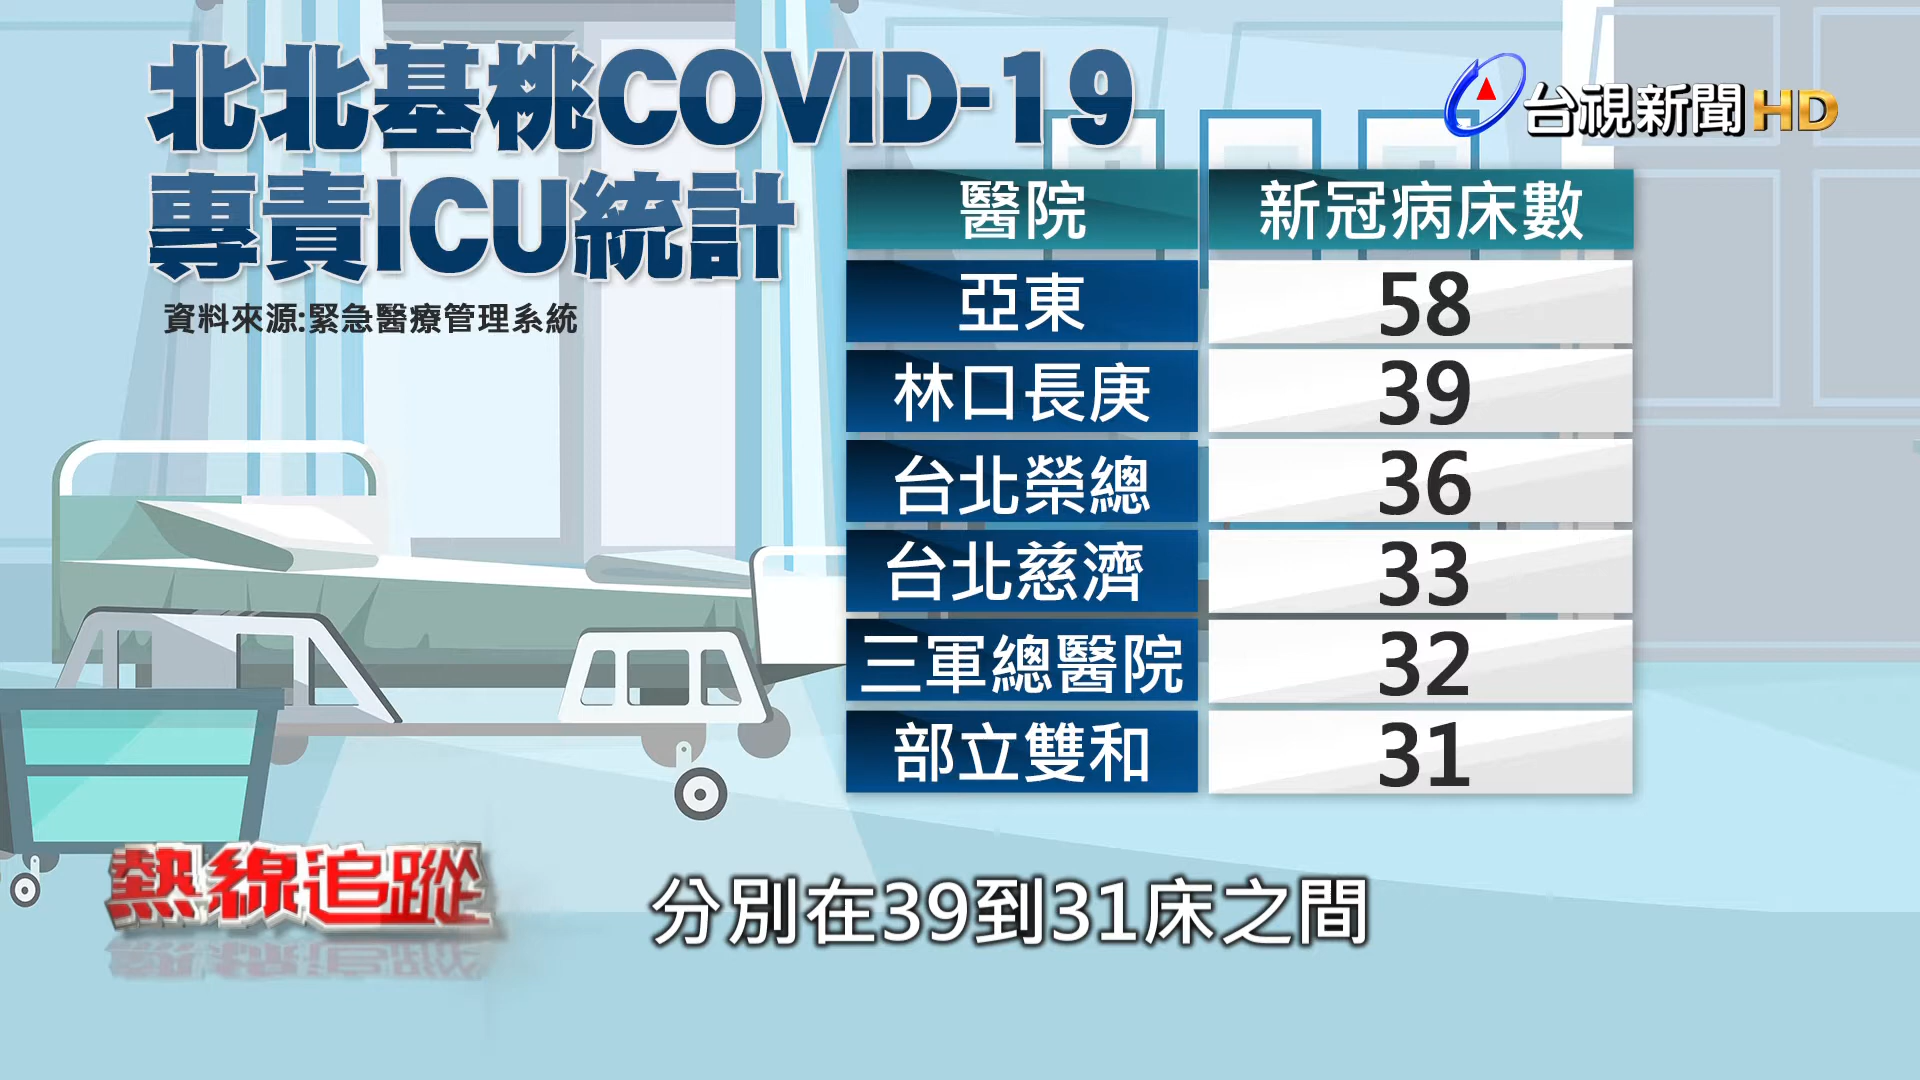 北北基桃COVID-19
專責ICU統計
資料來源:緊急醫療管理系統
台視新聞HD
醫院 新冠病床數
亞東 58
林口長庚 39
台北榮總 36
台北慈濟 33
三軍總醫院 32
部立雙和 31
熱線追蹤
分別在39到31床之間